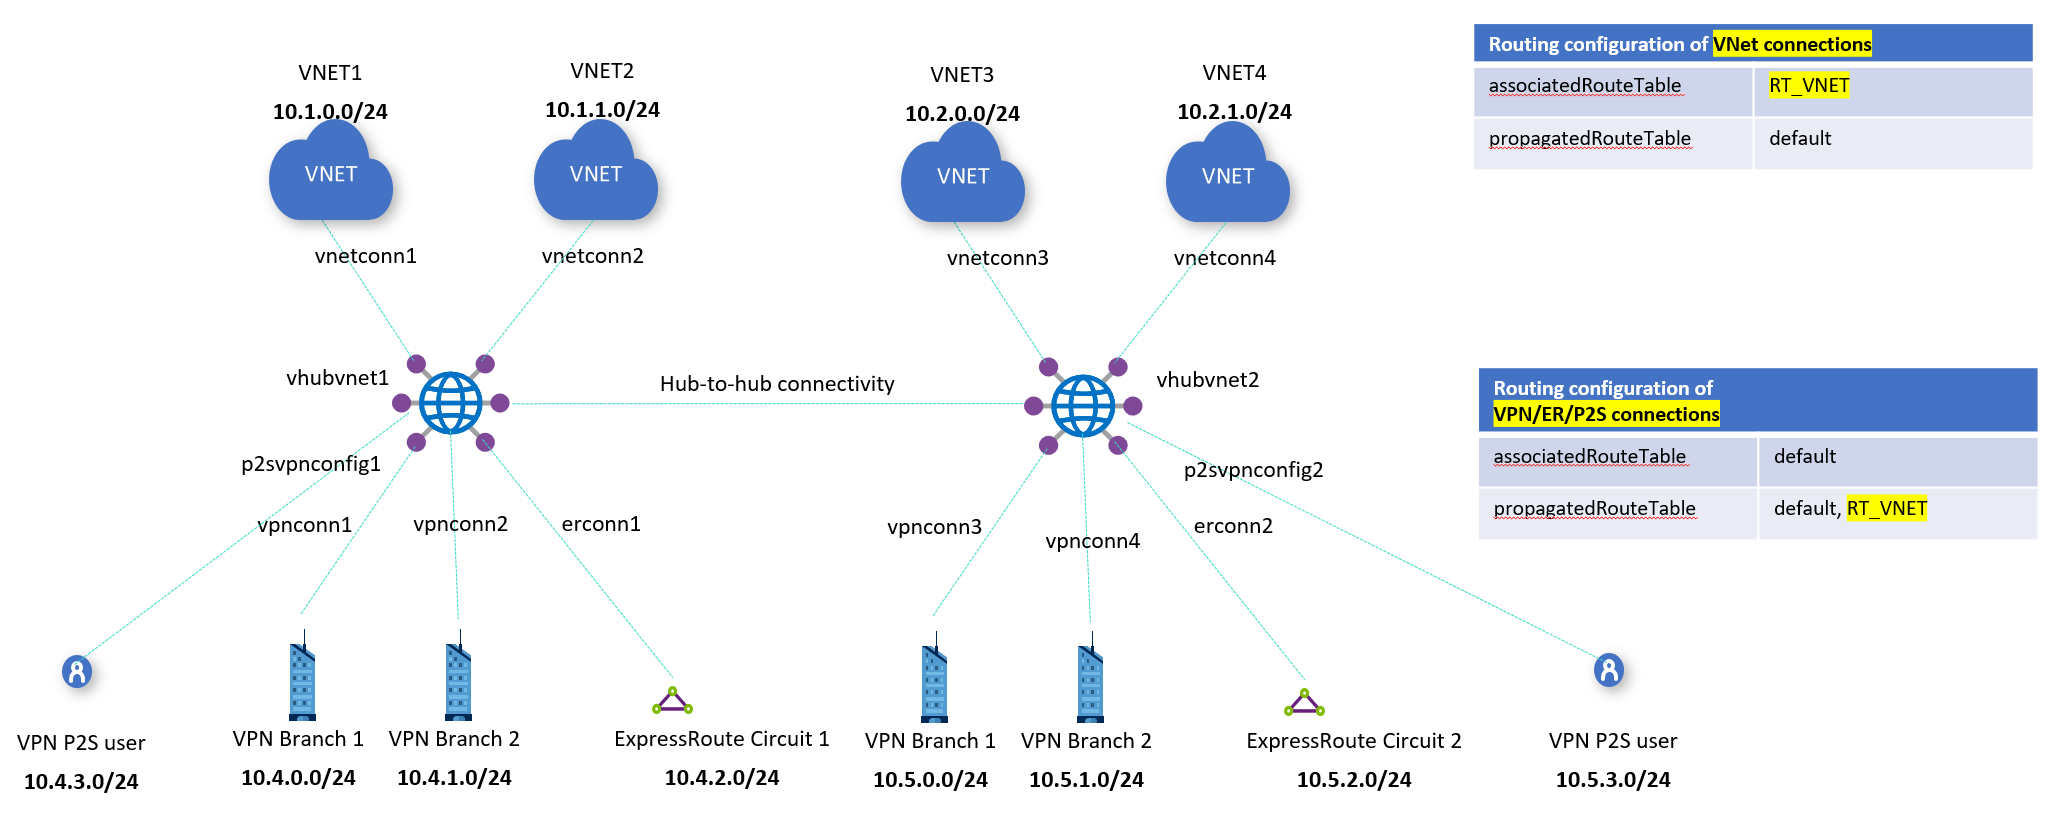 VNET1
10.1.0.0/24
VNET
VNET2
10.1.1.0/24
VNET
VNET3
10.2.0.0/24
VNET
VNET4
10.2.1.0/24
VNET
Routing configuration of VNet connections
associatedRouteTable RT_VNET
propagatedRouteTable default
vnetconn1
vnetconn2
vnetconn3
vnetconn4
vhubvnet1
Hub-to-hub connectivity
vhubvnet2
Routing configuration of
VPN/ER/P2S connections
associatedRouteTable default
propagatedRouteTable default, RT_VNET
p2svpnconfig1
vpnconn1
vpnconn2
erconn1
vpnconn3
vpnconn4
erconn2
p2svpnconfig2
VPN P2S user
10.4.3.0/24
VPN Branch 1
10.4.0.0/24
VPN Branch 2
10.4.1.0/24
ExpressRoute Circuit 1
10.4.2.0/24
VPN Branch 1
10.5.0.0/24
VPN Branch 2
10.5.1.0/24
ExpressRoute Circuit 2
10.5.2.0/24
VPN P2S user
10.5.3.0/24